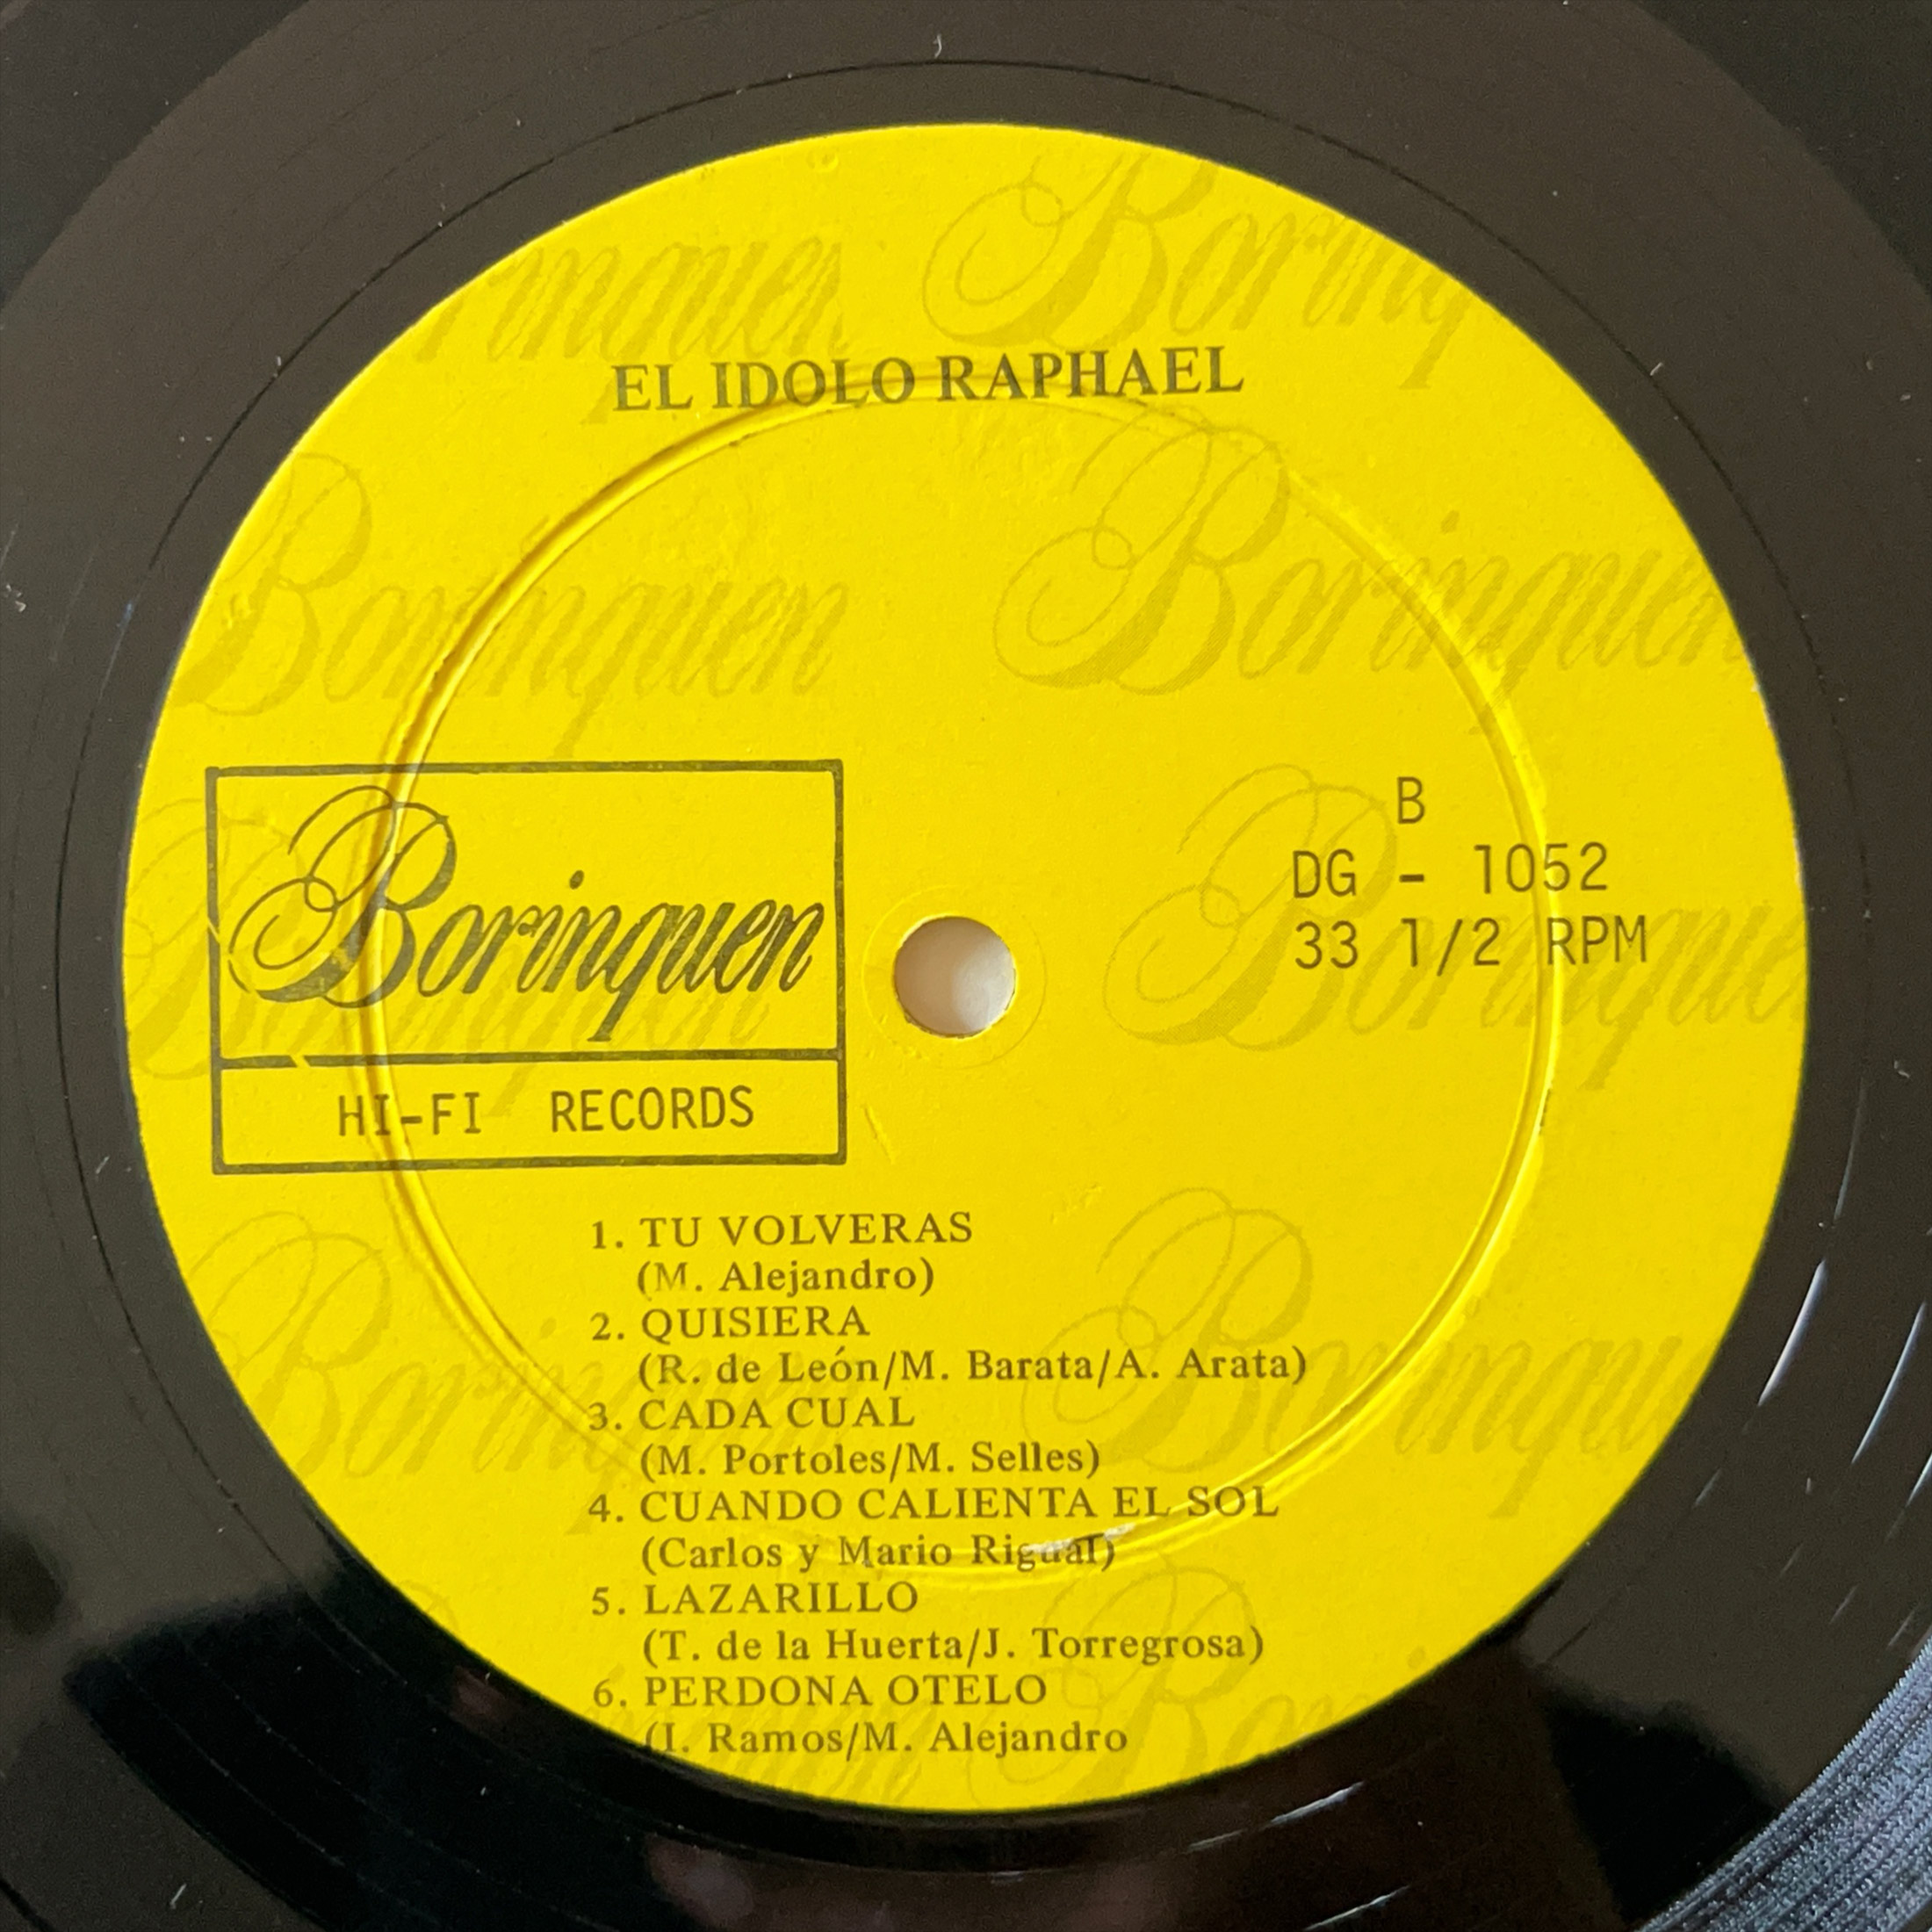 EL IDOLO RAPHAEL
Borinquen
HI-FI RECORDS
B
DG - 1052
33 1/2 RPM
1. TU VOLVERAS
(M. Alejandro)
2. QUISIERA
(R. de León/M. Barata/A. Arata)
3. CADA CUAL
(M. Portoles/M. Selles)
4. CUANDO CALIENTA EL SOL
(Carlos y Mario Rigual)
5. LAZARILLO
(T. de la Huerta/J. Torregrosa)
6. PERDONA OTELO
(I. Ramos/M. Alejandro